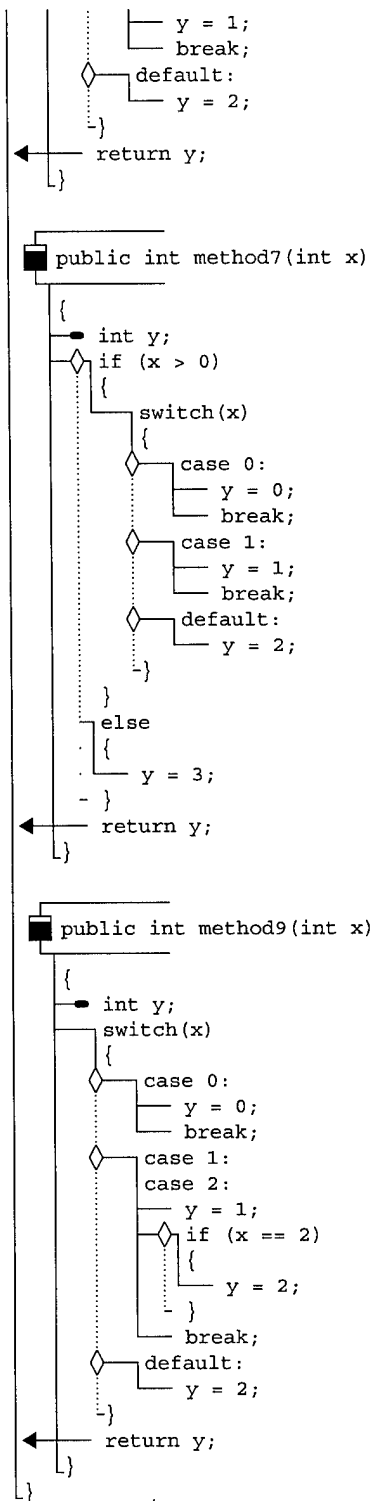 y = 1;
break;
default:
y = 2;
}
return y;
}
public int method7(int x)
{
int y;
if (x > 0)
{
switch(x)
{
case 0:
y = 0;
break;
case 1:
y = 1;
break;
default:
y = 2;
}
}
else
{
y = 3;
}
return y;
}
public int method9(int x)
{
int y;
switch(x)
{
case 0:
y = 0;
break;
case 1:
case 2:
y = 1;
if (x == 2)
{
y = 2;
}
break;
default:
y = 2;
}
return y;
}
}